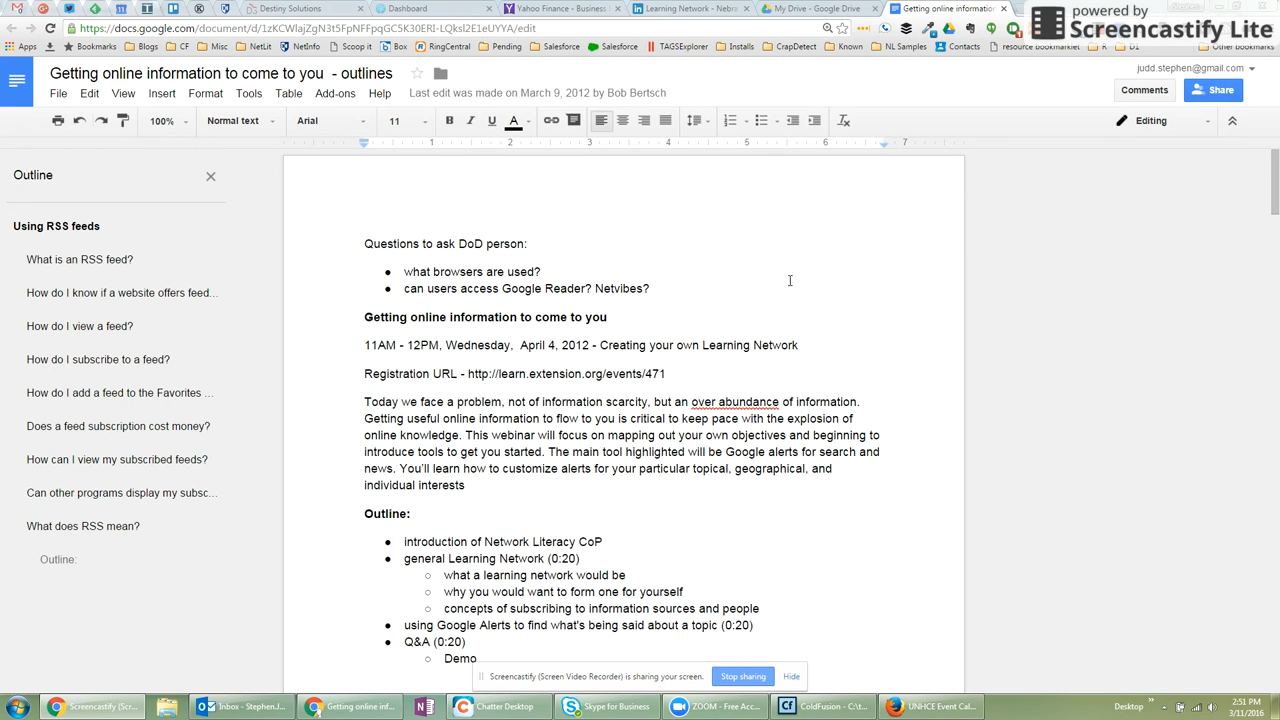 Destiny Solutions
Dashboard
Yahoo Finance - Business
Learning Network - Nebra
My Drive - Google Drive
Getting online informatio
powered by
Screencastify Lite
https://docs.google.com/document/d/1zKCWlajZgN
/edit
Apps
Bookmarks
Blogs
CF
Misc
NetLit
NetInfo
Scoop it
Box
RingCentral
Pending
Salesforce
Salesforce
TAGSExplorer
Installs
CrapDetect
Known
NL Samples
Contacts
resource bookmarklet
Other bookmarks
Getting online information to come to you - outlines
judd.stephen@gmail.com
File Edit View Insert Format Tools Table Add-ons Help
Last edit was made on March 9, 2012 by Bob Bertsch
Comments
Share
100%
Normal text
Arial
11
B I U A
Editing
1 2 3 4 5 6 7
Outline
Using RSS feeds
What is an RSS feed?
How do I know if a website offers feed...
How do I view a feed?
How do I subscribe to a feed?
How do I add a feed to the Favorites ...
Does a feed subscription cost money?
How can I view my subscribed feeds?
Can other programs display my subsc...
What does RSS mean?
Outline:
Questions to ask DoD person:
● what browsers are used?
● can users access Google Reader? Netvibes?
Getting online information to come to you
11AM - 12PM, Wednesday, April 4, 2012 - Creating your own Learning Network
Registration URL - http://learn.extension.org/events/471
Today we face a problem, not of information scarcity, but an over abundance of information.
Getting useful online information to flow to you is critical to keep pace with the explosion of
online knowledge. This webinar will focus on mapping out your own objectives and beginning to
introduce tools to get you started. The main tool highlighted will be Google alerts for search and
news. You'll learn how to customize alerts for your particular topical, geographical, and
individual interests
Outline:
● introduction of Network Literacy CoP
● general Learning Network (0:20)
○ what a learning network would be
○ why you would want to form one for yourself
○ concepts of subscribing to information sources and people
● using Google Alerts to find what's being said about a topic (0:20)
● Q&A (0:20)
○ Demo
Screencastify (Screen Video Recorder) is sharing your screen.
Stop sharing
Hide
Screencastify (Scr...
Inbox - Stephen.J...
Getting online inf...
Chatter Desktop
Skype for Business
ZOOM - Free Acc...
ColdFusion - C:\t...
UNHCE Event Cal...
Desktop
2:51 PM
3/11/2016